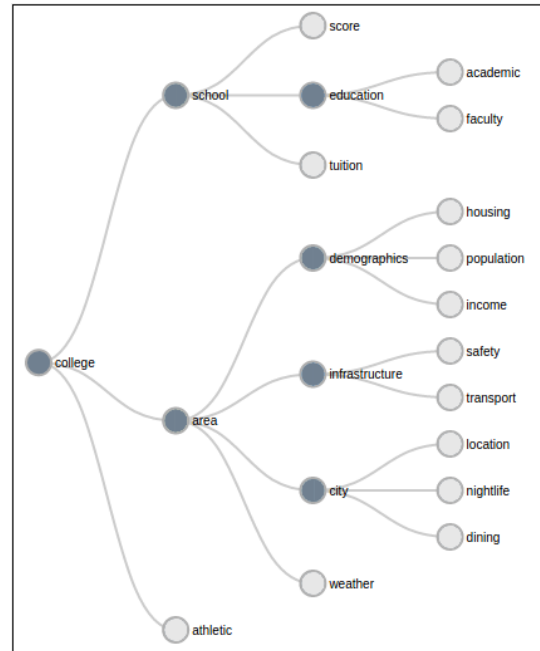 score
academic
school
education
faculty
tuition
housing
demographics
population
income
safety
college
infrastructure
transport
area
location
city
nightlife
dining
weather
athletic